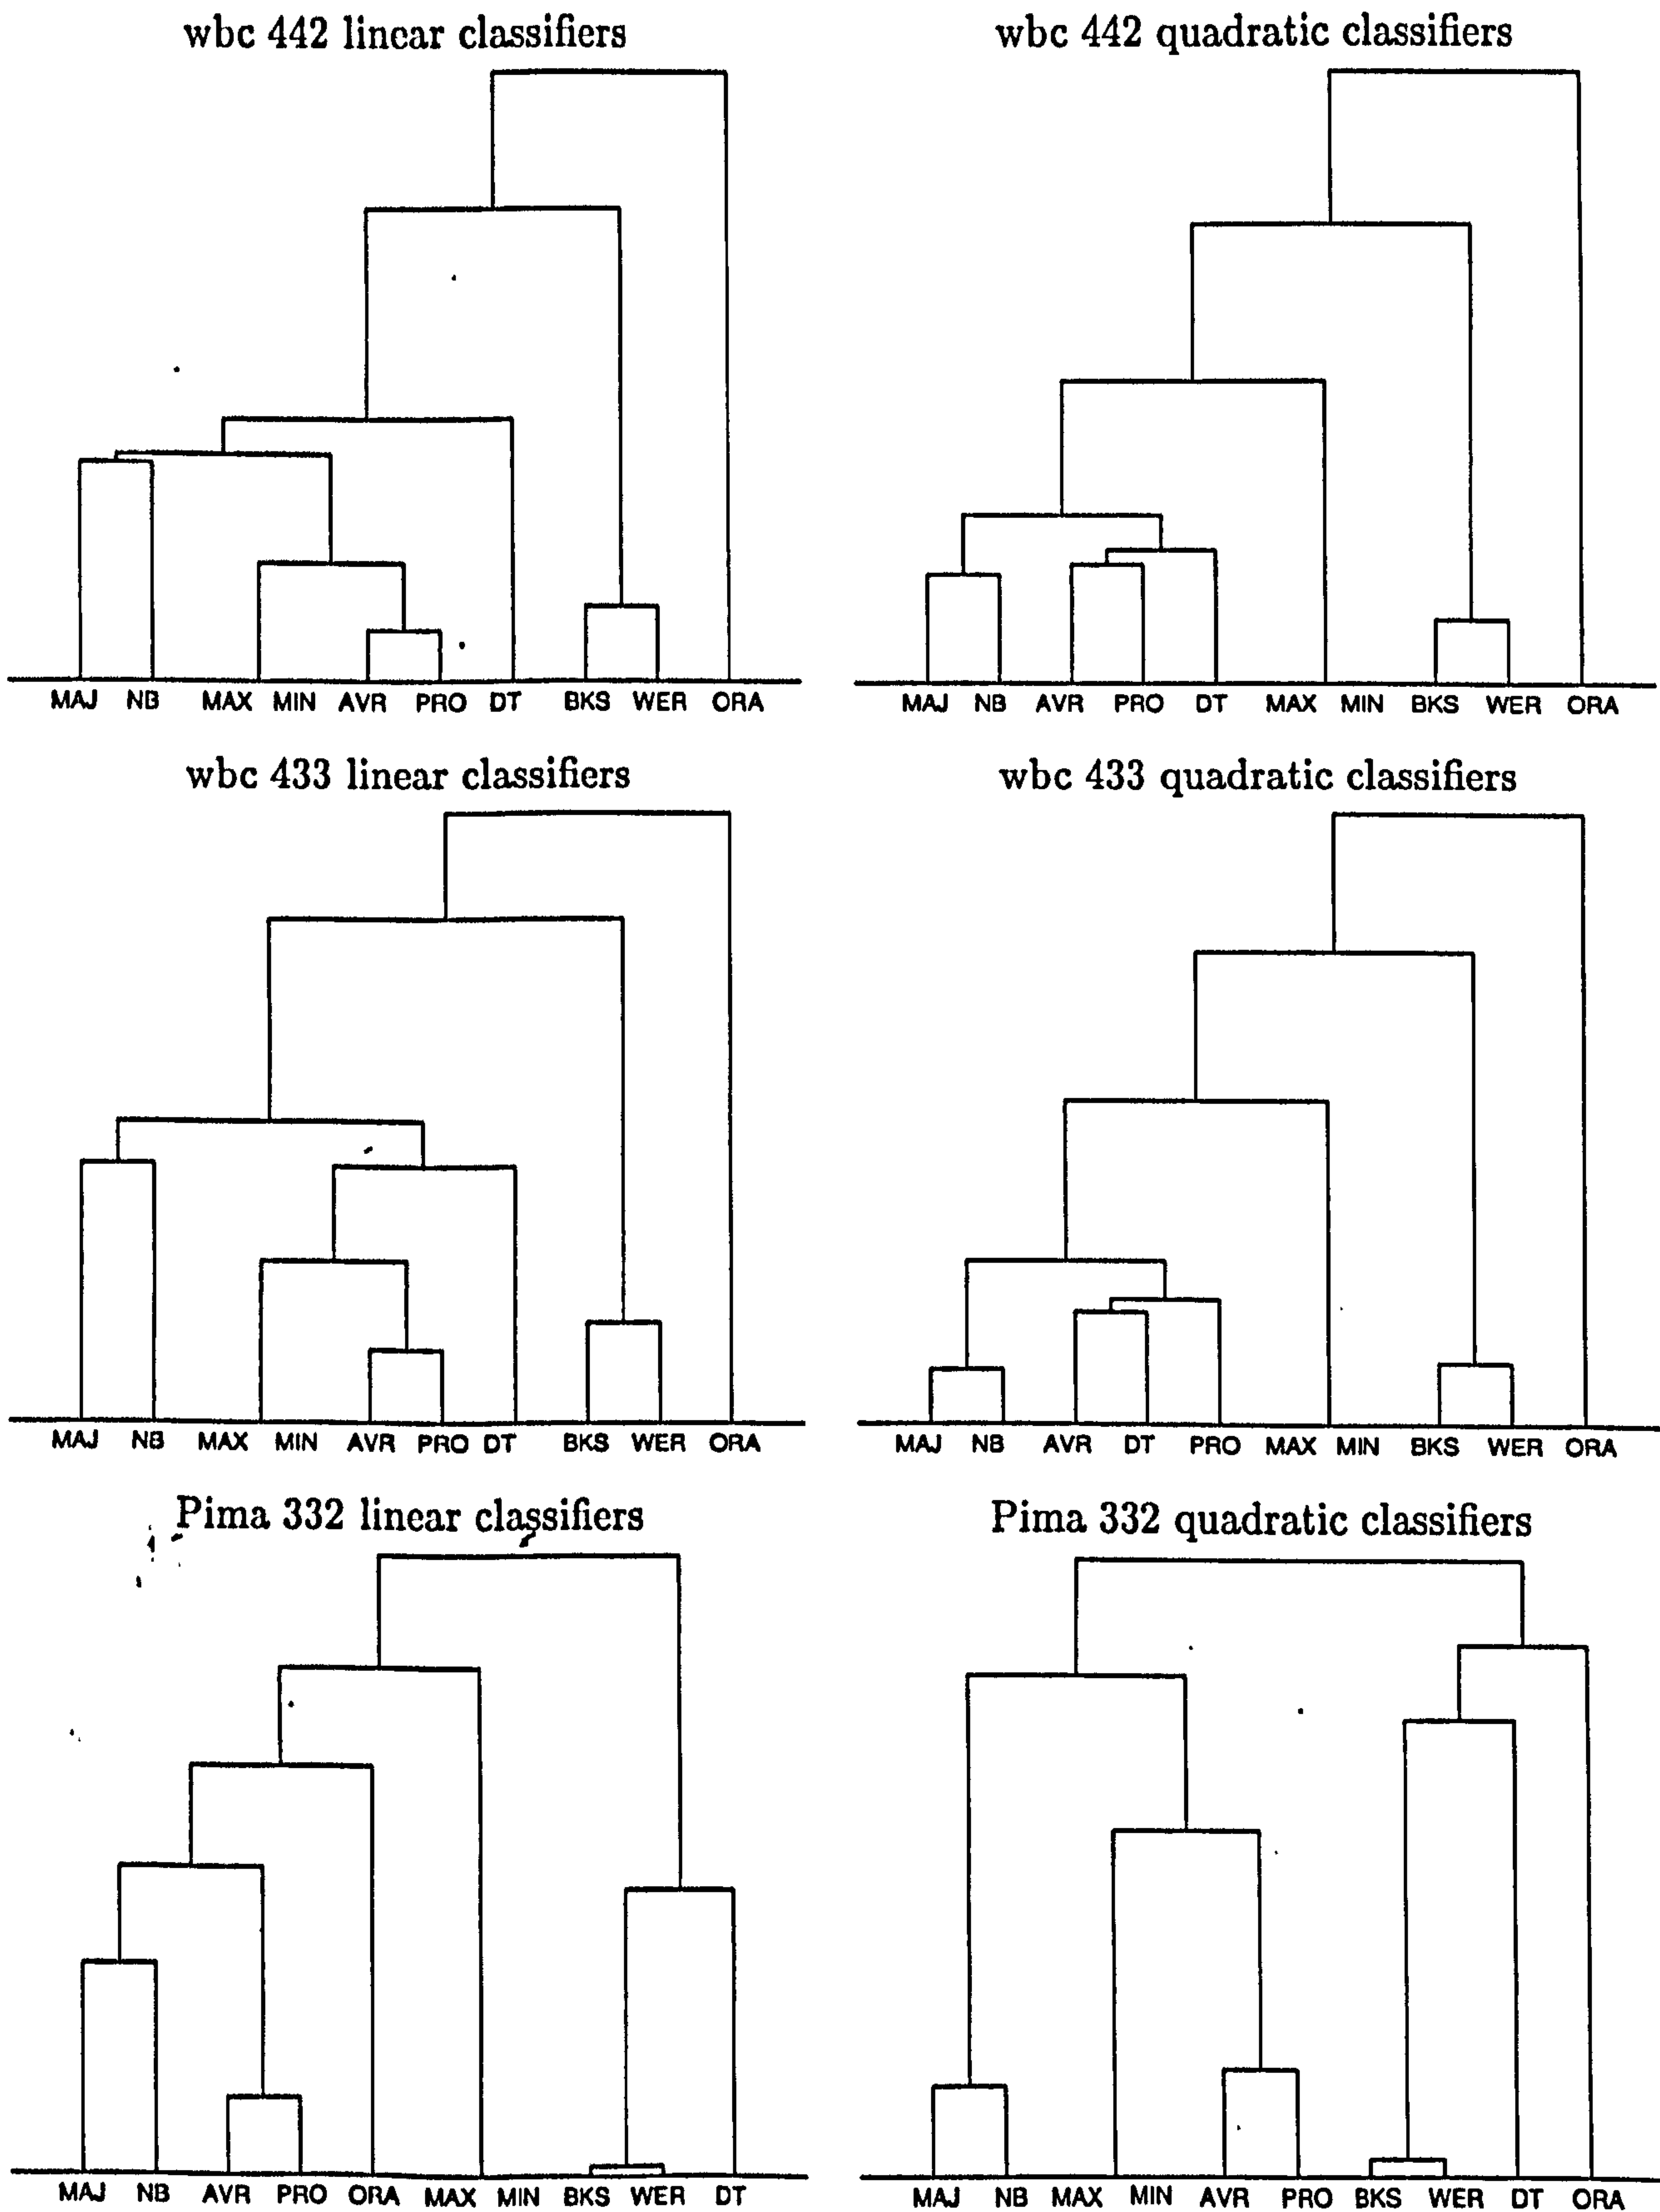 wbc 442 linear classifiers
MAJ NB MAX MIN AVR PRO DT BKS WER ORA
wbc 442 quadratic classifiers
MAJ NB AVR PRO DT MAX MIN BKS WER ORA
wbc 433 linear classifiers
MAJ NB MAX MIN AVR PRO DT BKS WER ORA
wbc 433 quadratic classifiers
MAJ NB AVR DT PRO MAX MIN BKS WER ORA
Pima 332 linear classifiers
MAJ NB AVR PRO ORA MAX MIN BKS WER DT
Pima 332 quadratic classifiers
MAJ NB MAX MIN AVR PRO BKS WER DT ORA